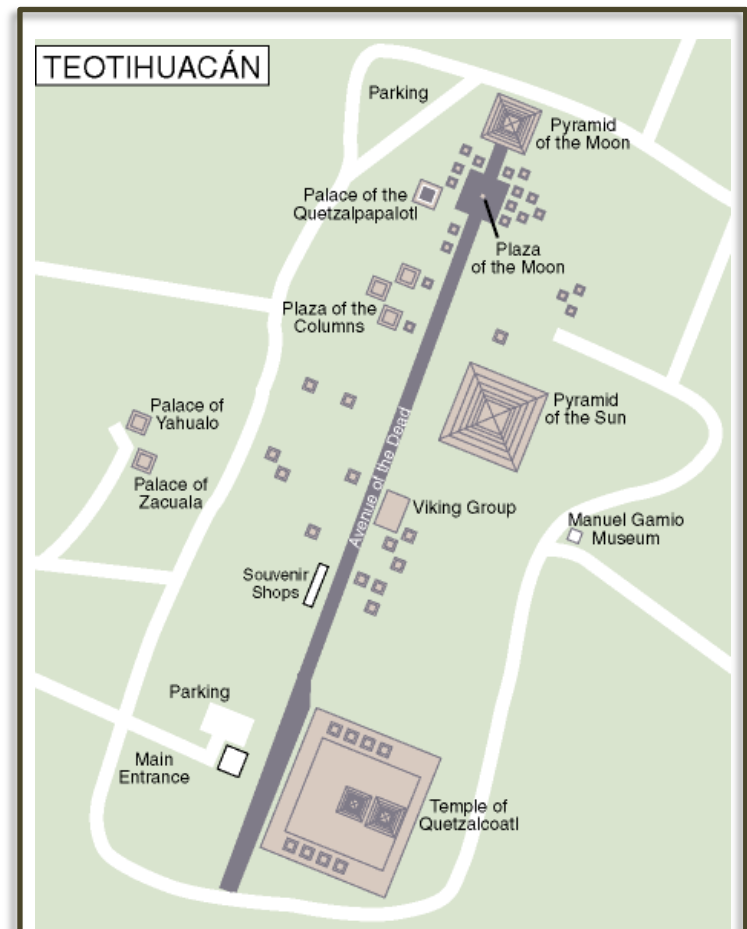 TEOTIHUACÁN
Parking
Pyramid
of the Moon
Palace of the
Quetzalpapalotl
Plaza
of the Moon
Plaza of the
Columns
Palace of
Yahualo
Pyramid
of the Sun
Palace of
Zacuala
Avenue of the Dead
Viking Group
Manuel Gamio
Museum
Souvenir
Shops
Parking
Main
Entrance
Temple of
Quetzalcoatl